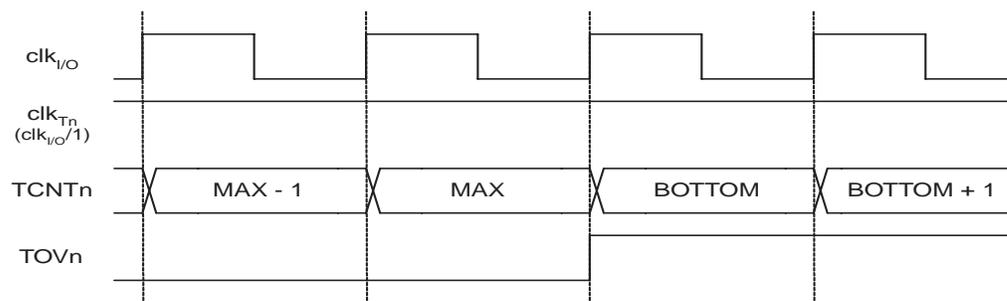 clkI/O
clkTn
(clkI/O/1)
TCNTn MAX - 1 MAX BOTTOM BOTTOM + 1
TOVn